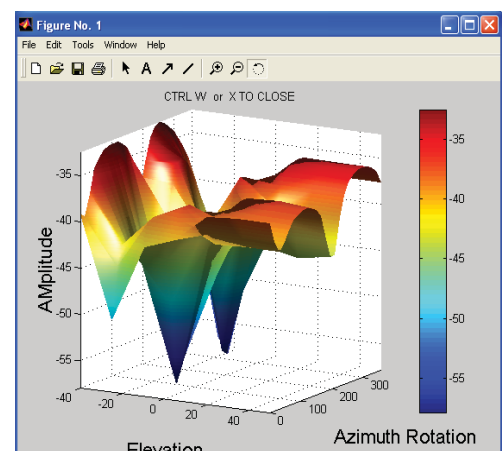 Figure No. 1
File Edit Tools Window Help
A
CTRL W or X TO CLOSE
-35
-40
-45
-50
-55
AMplitude
-40
-20
0
20
40
Elevation
0
100
200
300
Azimuth Rotation
-35
-40
-45
-50
-55